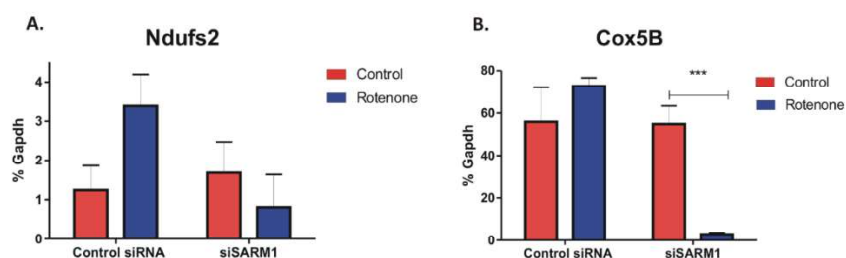 A.
Ndufs2
% Gapdh
4
3
2
1
0
Control siRNA
siSARM1
Control
Rotenone
B.
Cox5B
% Gapdh
80
60
40
20
0
***
Control siRNA
siSARM1
Control
Rotenone